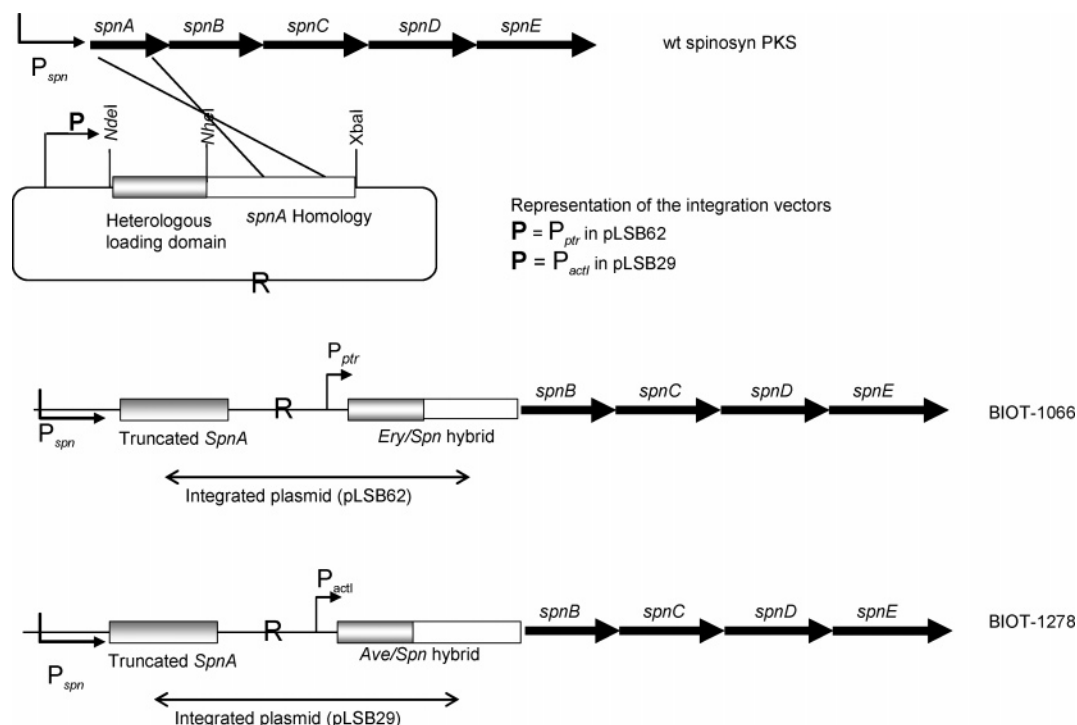 spnA spnB spnC spnD spnE
wt spinosyn PKS
Pspn
P
NdeI
NheI
XbaI
Heterologous
loading domain
spnA Homology
R
Representation of the integration vectors
P = Pptr in pLSB62
P = PactI in pLSB29
Pptr
spnB spnC spnD spnE
R
BIOT-1066
Pspn
Truncated SpnA
Ery/Spn hybrid
Integrated plasmid (pLSB62)
PactI
spnB spnC spnD spnE
R
BIOT-1278
Truncated SpnA
Ave/Spn hybrid
Pspn
Integrated plasmid (pLSB29)